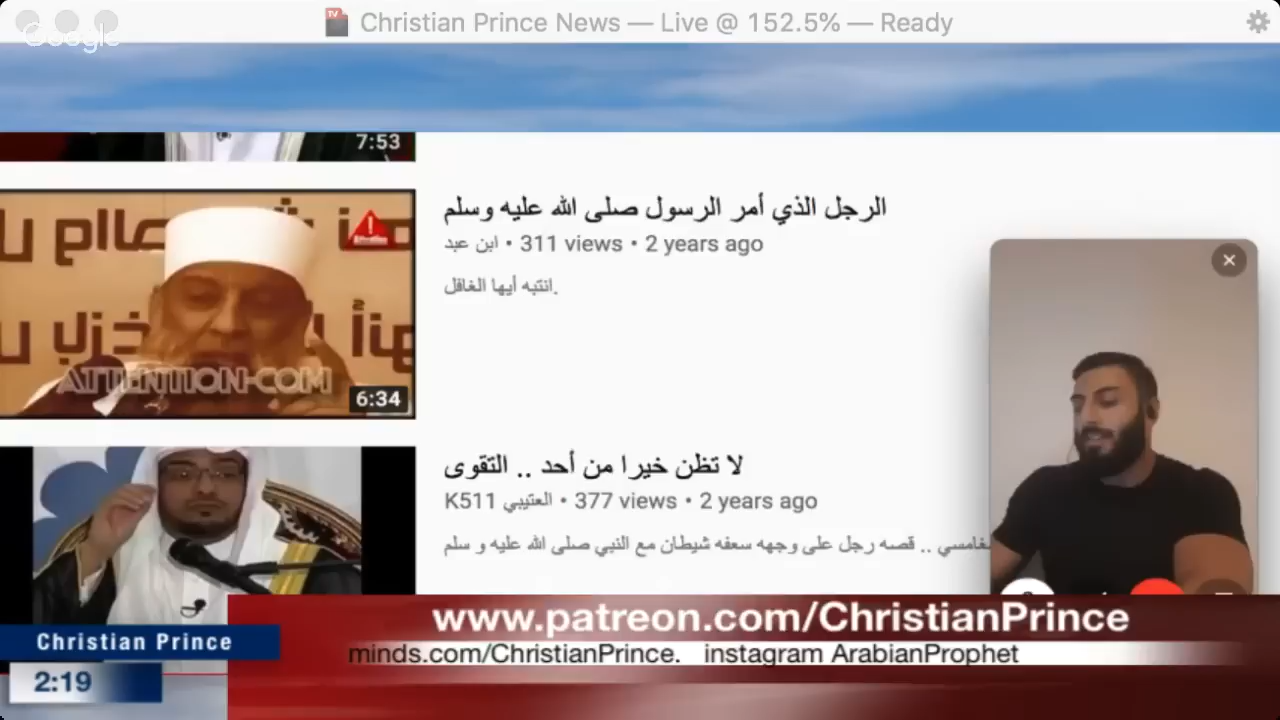 Christian Prince News — Live @ 152.5% — Ready
Google
7:53
الرجل الذي أمر الرسول صلى الله عليه وسلم
ابن عبد • 311 views • 2 years ago
انتبه أيها الغافل.
Attention
ATTENTION-COM
6:34
لا تظن خيرا من أحد .. التقوى
K511 العتيبي • 377 views • 2 years ago
غامسي .. قصه رجل على وجهه سعفه شيطان مع النبي صلى الله عليه و سلم
www.patreon.com/ChristianPrince
Christian Prince
minds.com/ChristianPrince. instagram ArabianProphet
2:19